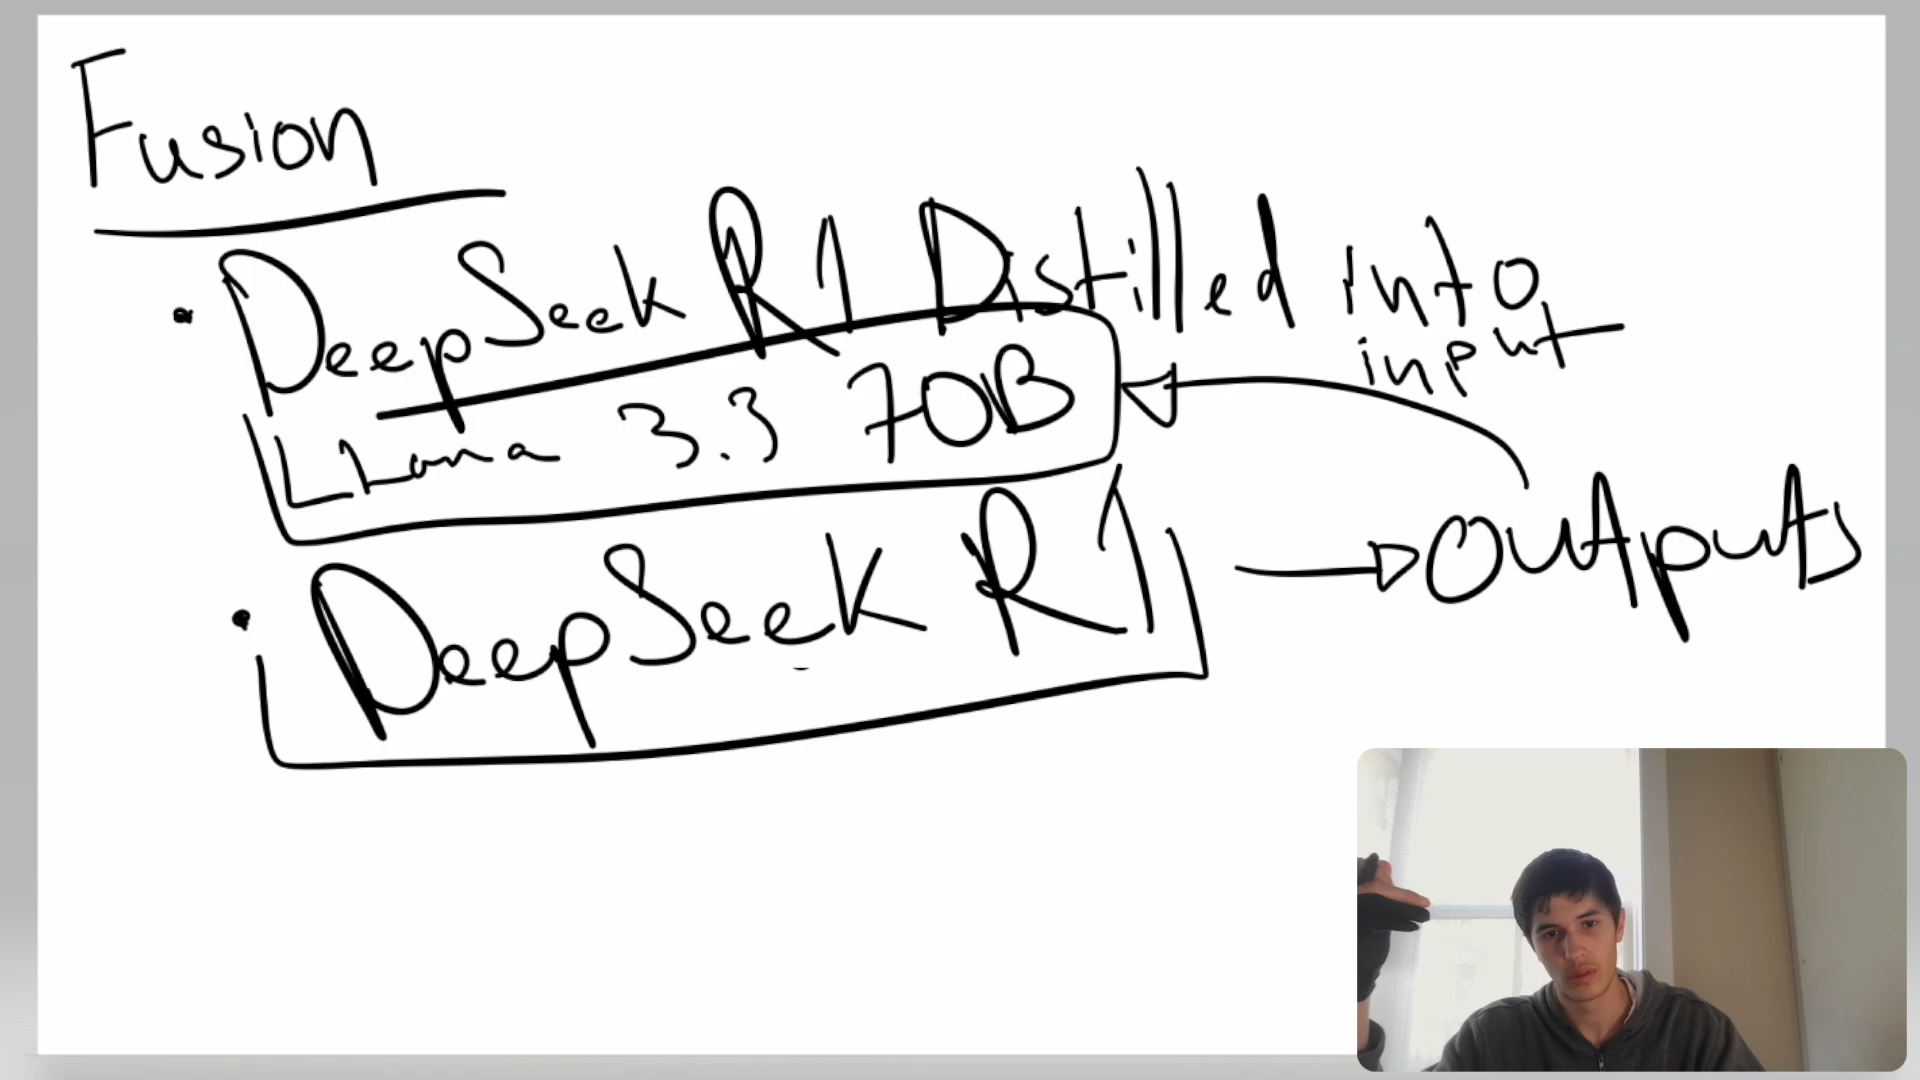 Fusion
· DeepSeek R1 Distilled into
input
LLama 3.3 70B
· DeepSeek R1
outputs